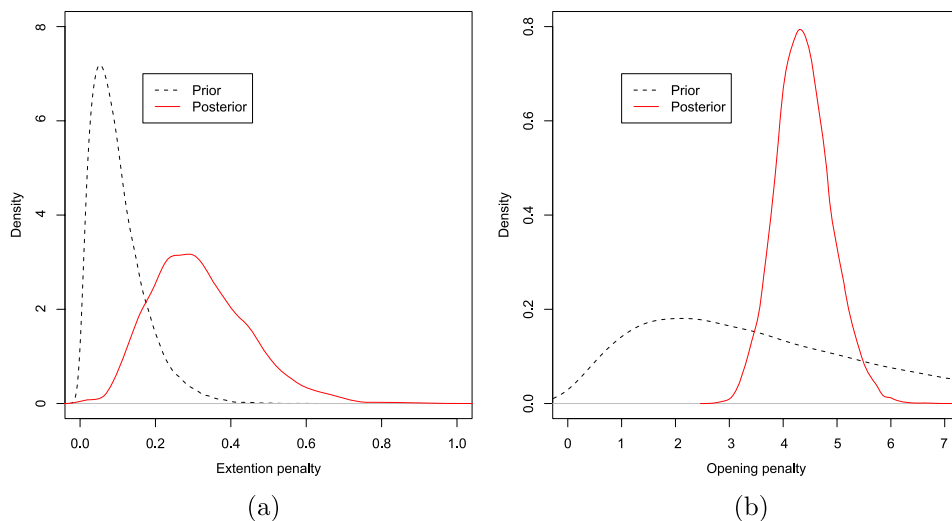 Prior
Posterior
Density
0 2 4 6 8
0.0 0.2 0.4 0.6 0.8 1.0
Extention penalty
(a)
Prior
Posterior
Density
0.0 0.2 0.4 0.6 0.8
0 1 2 3 4 5 6 7
Opening penalty
(b)